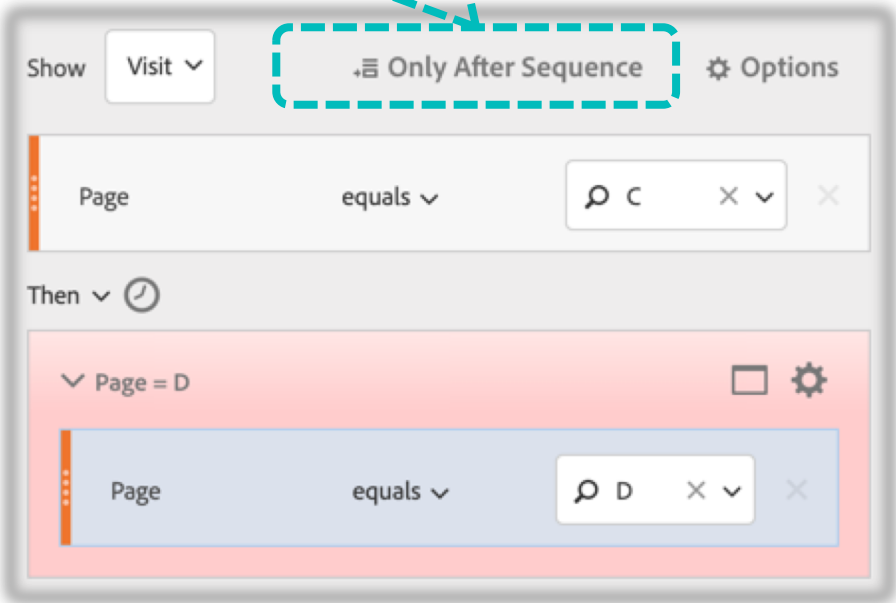 Show Visit Only After Sequence Options
Page equals C
Then
Page = D
Page equals D